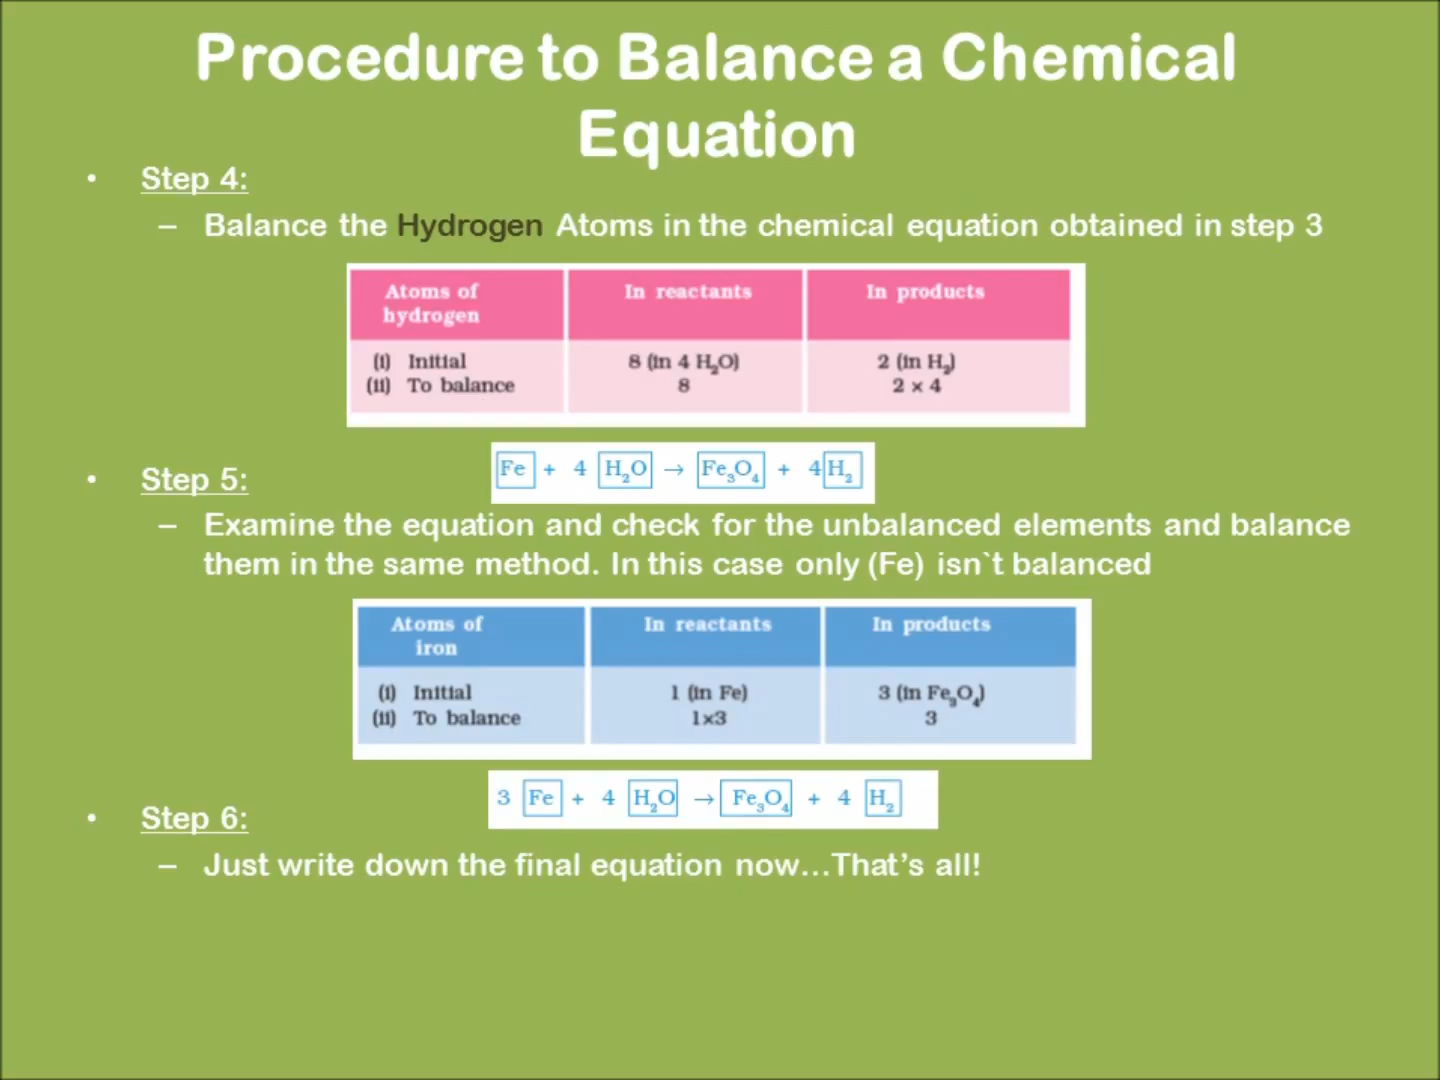 Procedure to Balance a Chemical
Equation
• Step 4:
– Balance the Hydrogen Atoms in the chemical equation obtained in step 3
Atoms of hydrogen In reactants In products
(i) Initial 8 (in 4 H₂O) 2 (in H₂)
(ii) To balance 8 2 × 4
Fe + 4 H₂O → Fe₃O₄ + 4 H₂
• Step 5:
– Examine the equation and check for the unbalanced elements and balance
them in the same method. In this case only (Fe) isn`t balanced
Atoms of iron In reactants In products
(i) Initial 1 (in Fe) 3 (in Fe₃O₄)
(ii) To balance 1×3 3
3 Fe + 4 H₂O → Fe₃O₄ + 4 H₂
• Step 6:
– Just write down the final equation now...That’s all!